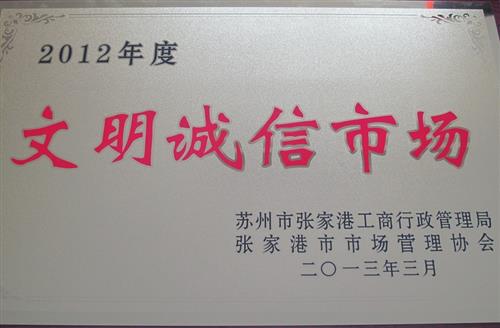 2012年度
文明诚信市场
苏州市张家港工商行政管理局
张家港市市场管理协会
二〇一三年三月